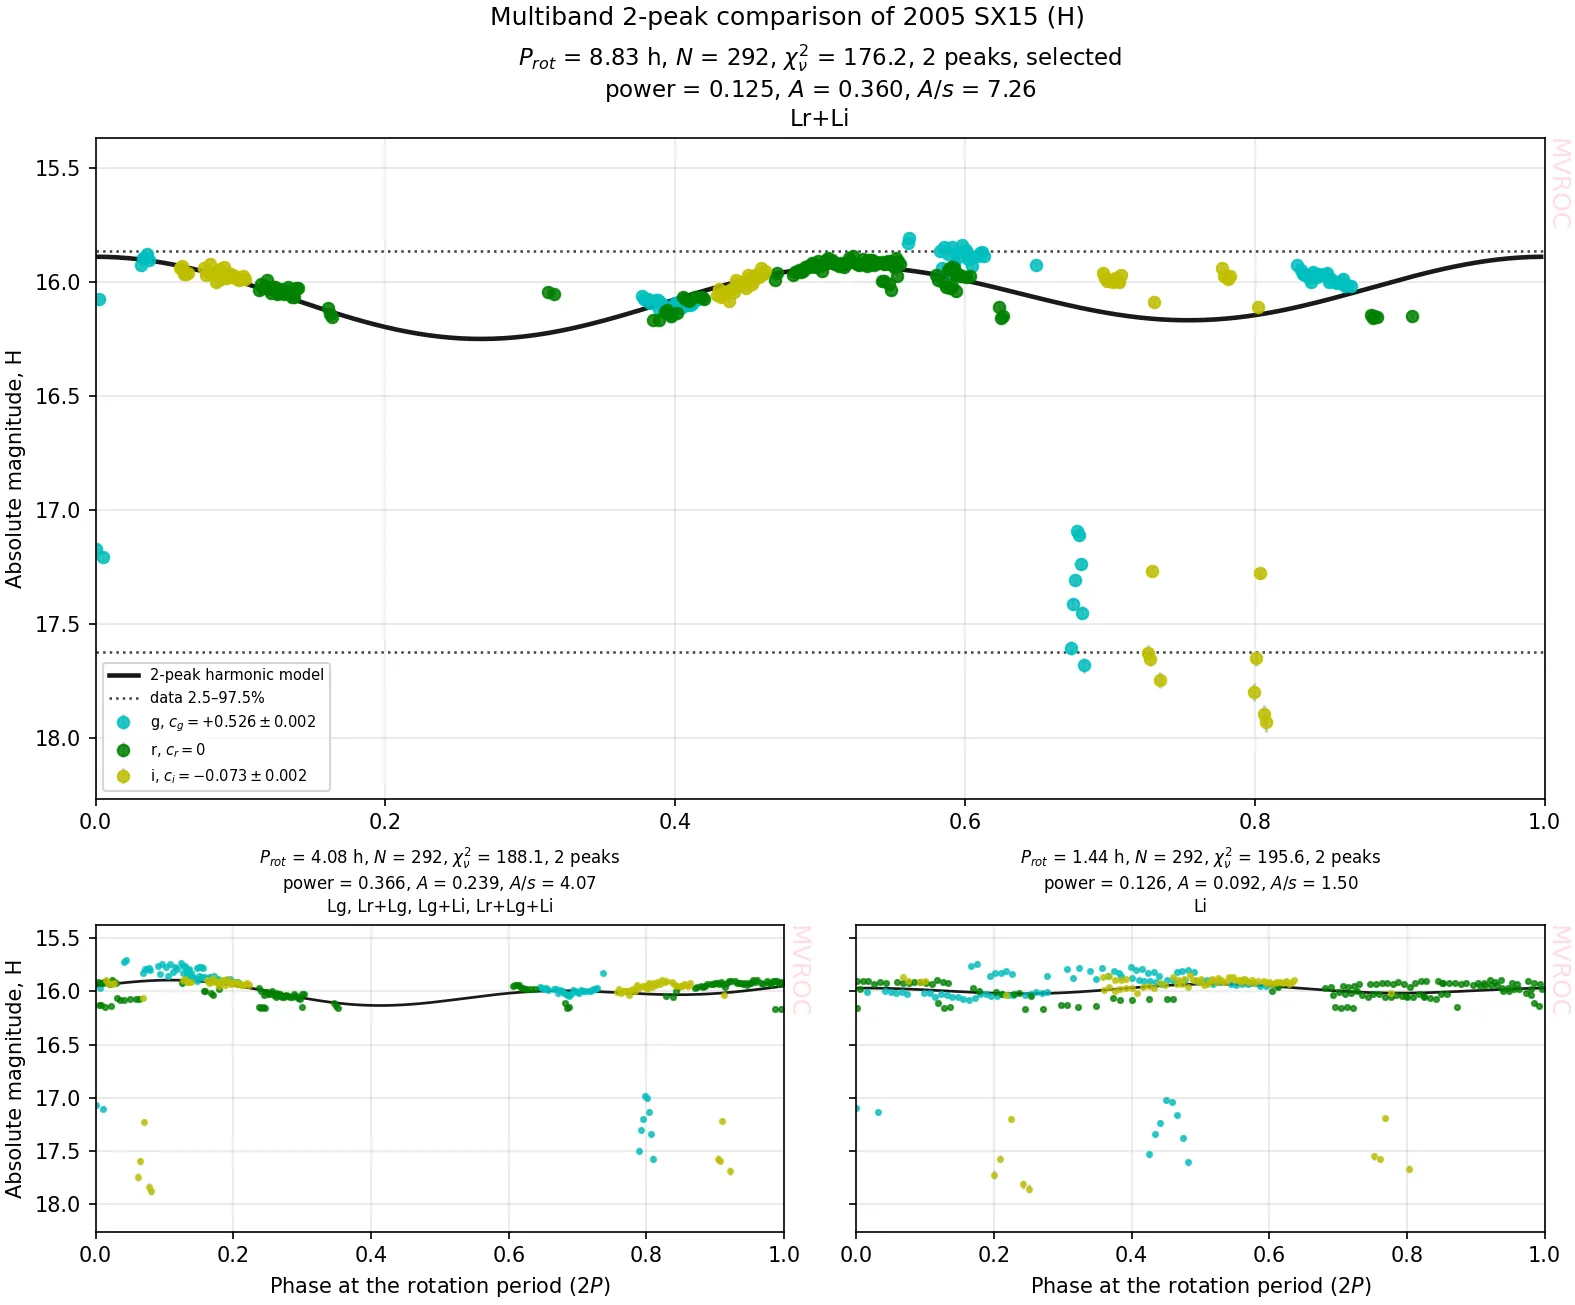 Multiband 2-peak comparison of 2005 SX15 (H)
P_rot = 8.83 h, N = 292, χ²_ν = 176.2, 2 peaks, selected
power = 0.125, A = 0.360, A/s = 7.26
Lr+Li
MVROC
Absolute magnitude, H
15.5
16.0
16.5
17.0
17.5
18.0
2-peak harmonic model
data 2.5–97.5%
g, c_g = +0.526 ± 0.002
r, c_r = 0
i, c_i = −0.073 ± 0.002
0.0 0.2 0.4 0.6 0.8 1.0
P_rot = 4.08 h, N = 292, χ²_ν = 188.1, 2 peaks
power = 0.366, A = 0.239, A/s = 4.07
Lg, Lr+Lg, Lg+Li, Lr+Lg+Li
MVROC
Absolute magnitude, H
15.5
16.0
16.5
17.0
17.5
18.0
0.0 0.2 0.4 0.6 0.8 1.0
Phase at the rotation period (2P)
P_rot = 1.44 h, N = 292, χ²_ν = 195.6, 2 peaks
power = 0.126, A = 0.092, A/s = 1.50
Li
MVROC
0.0 0.2 0.4 0.6 0.8 1.0
Phase at the rotation period (2P)